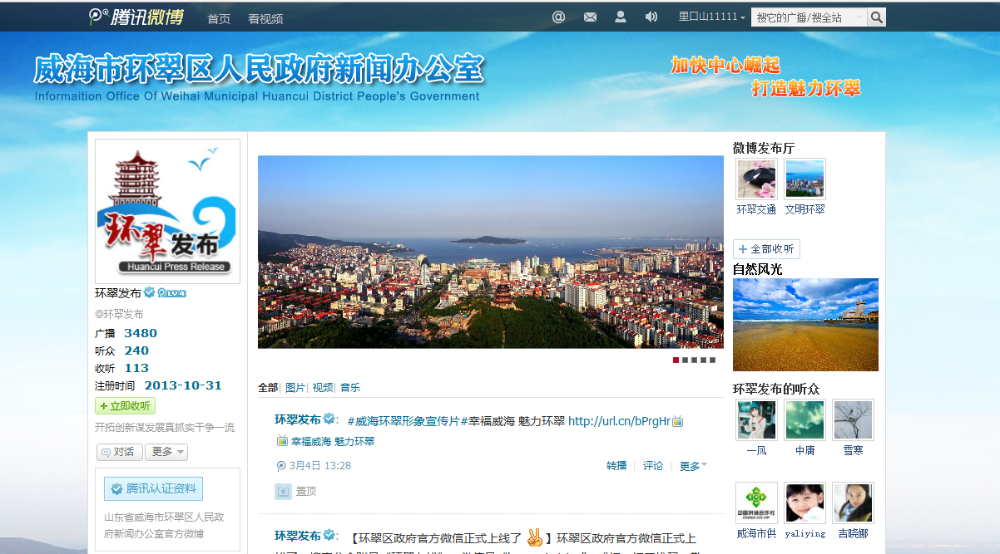 腾讯微博 首页 看视频 里口山11111 搜它的广播/搜全站
威海市环翠区人民政府新闻办公室
Informaition Office Of Weihai Municipal Huancui District People's Government
加快中心崛起
打造魅力环翠
环翠发布
Huancui Press Release
环翠发布 LV4
@环翠发布
广播 3480
听众 240
收听 113
注册时间 2013-10-31
+立即收听
开拓创新谋发展真抓实干争一流
对话 更多
腾讯认证资料
山东省威海市环翠区人民政
府新闻办公室官方微博
全部| 图片| 视频| 音乐
环翠发布: #威海环翠形象宣传片#幸福威海 魅力环翠 http://url.cn/bPrgHr
幸福威海 魅力环翠
3月4日 13:28 转播 | 评论 | 更多
置顶
环翠发布: 【环翠区政府官方微信正式上线了 】环翠区政府官方微信正式上
微博发布厅
环翠交通 文明环翠
+ 全部收听
自然风光
环翠发布的听众
一凤 中庸 雪寒
中国供销合作社
CHINA CO-OP
威海市供 yaliying 吉晓娜